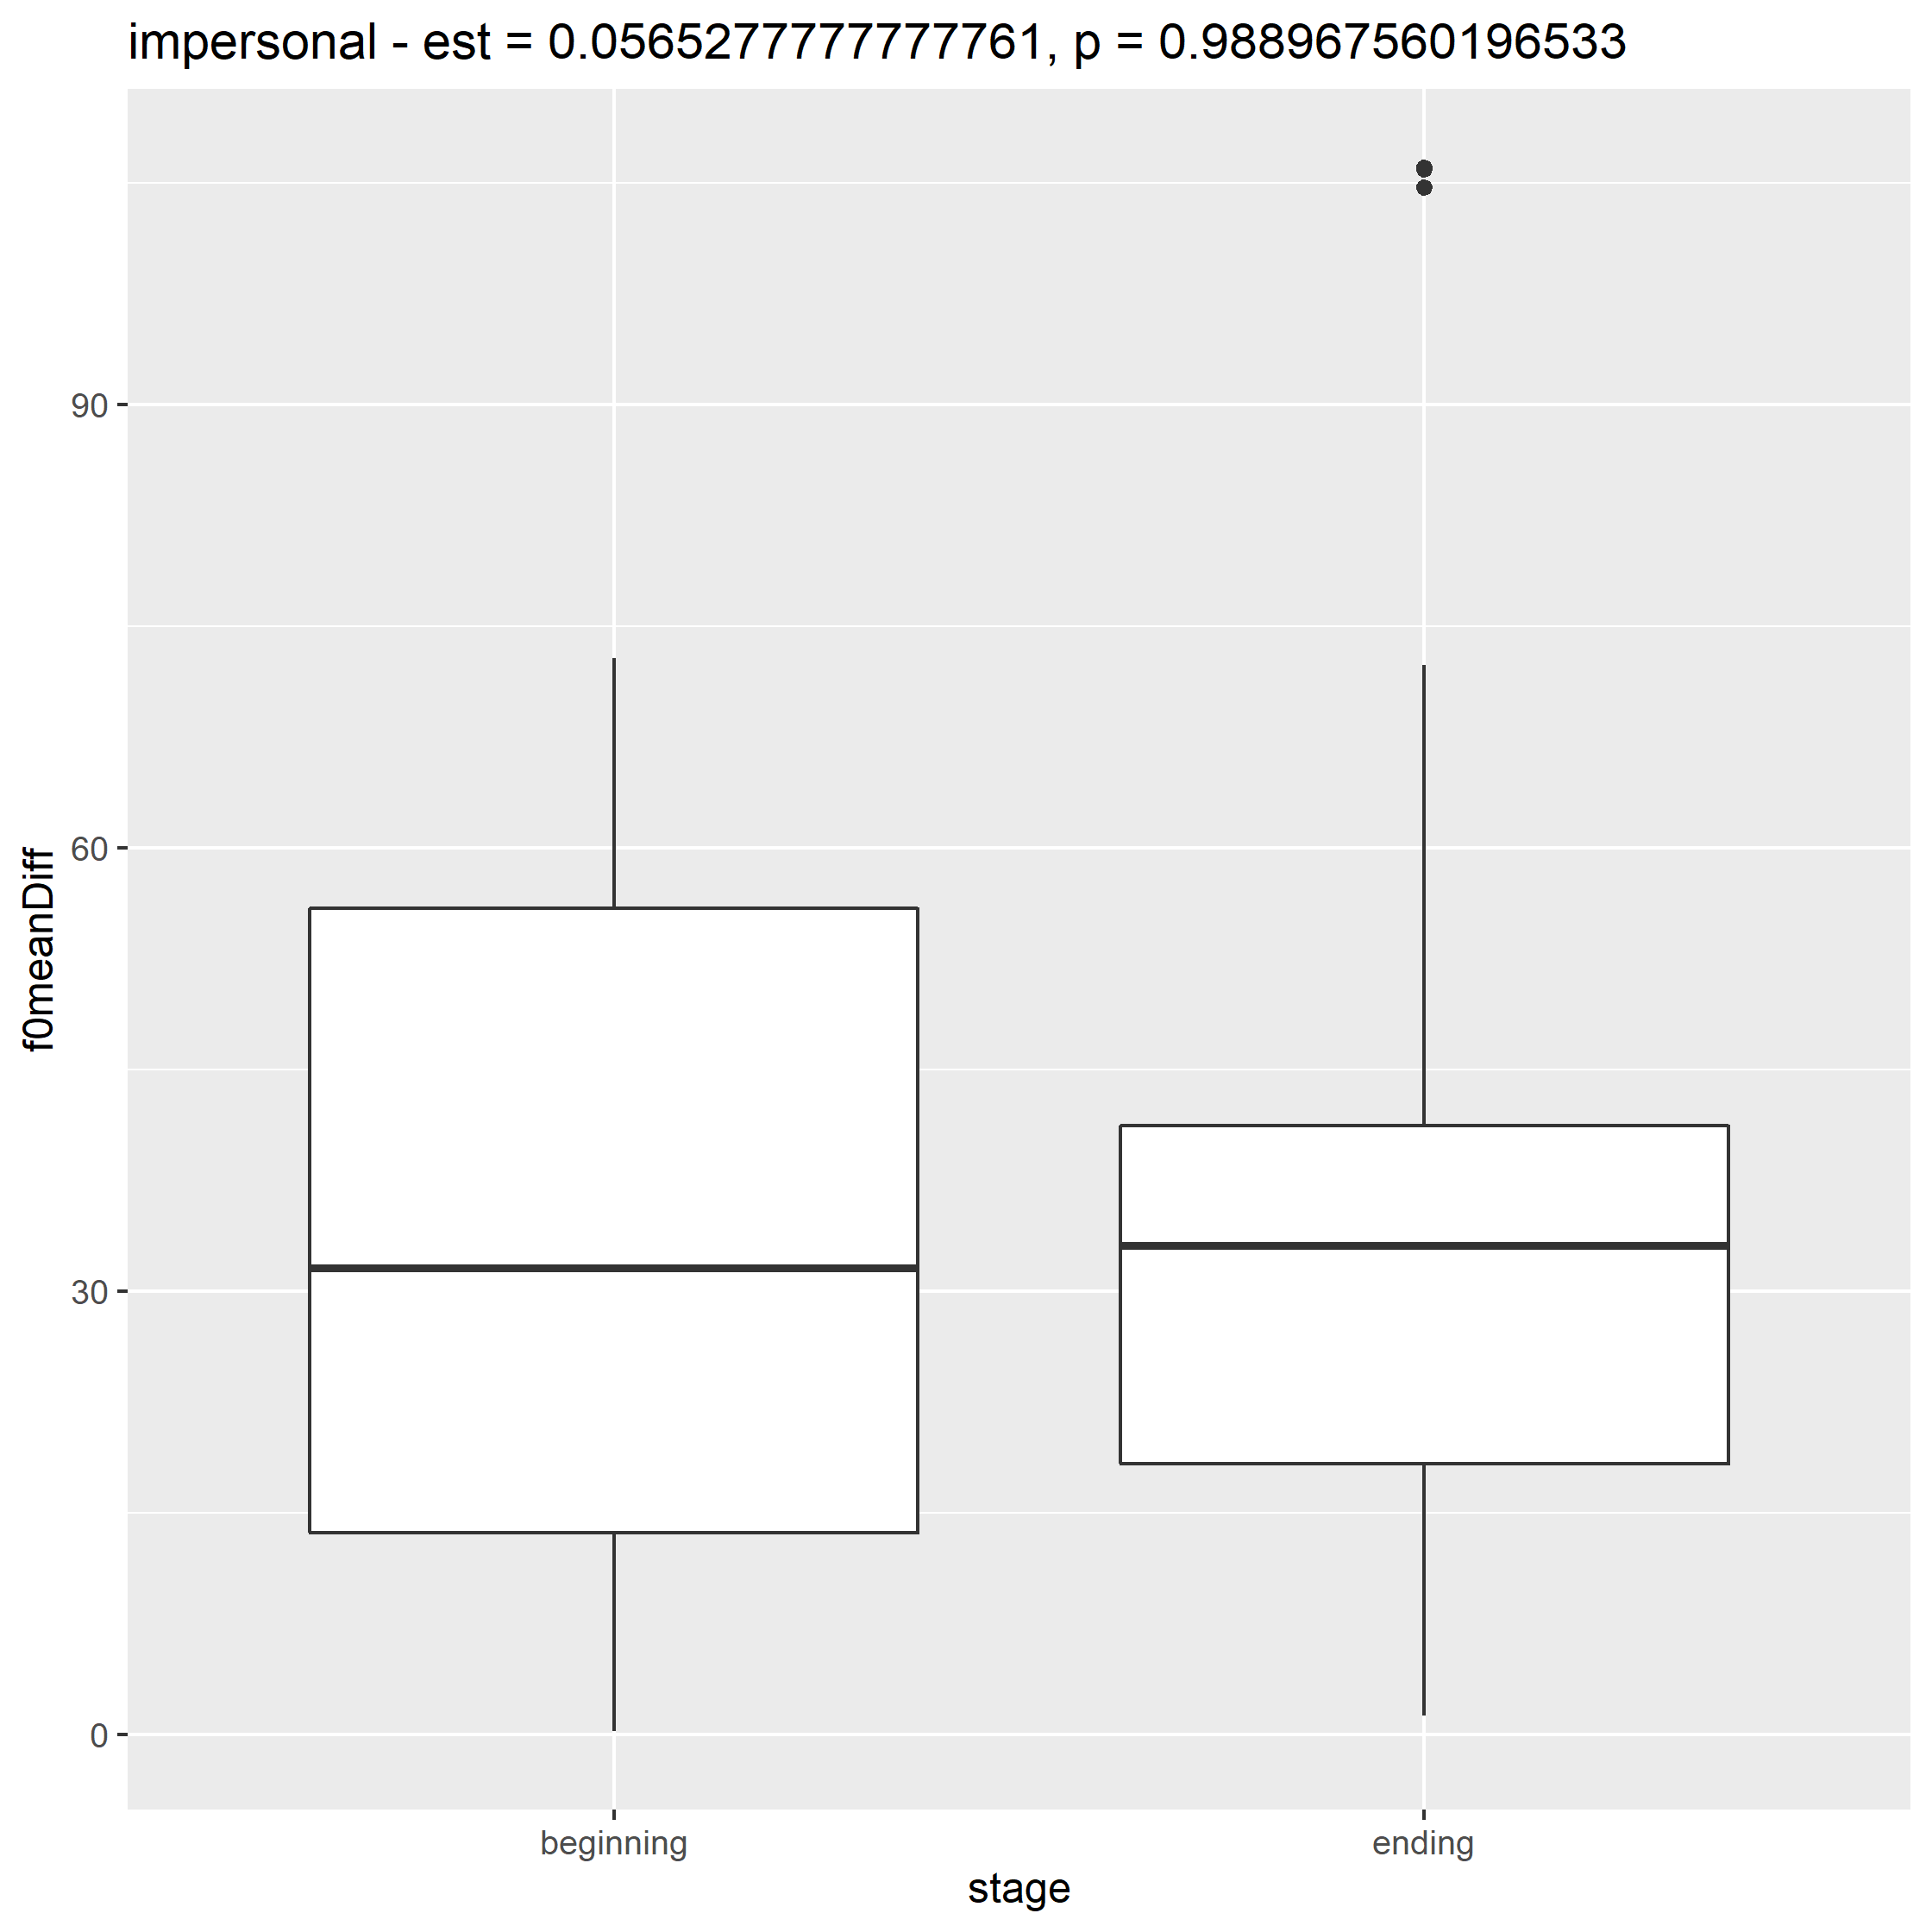 impersonal - est = 0.0565277777777761, p = 0.988967560196533
f0meanDiff
90
60
30
0
beginning
ending
stage